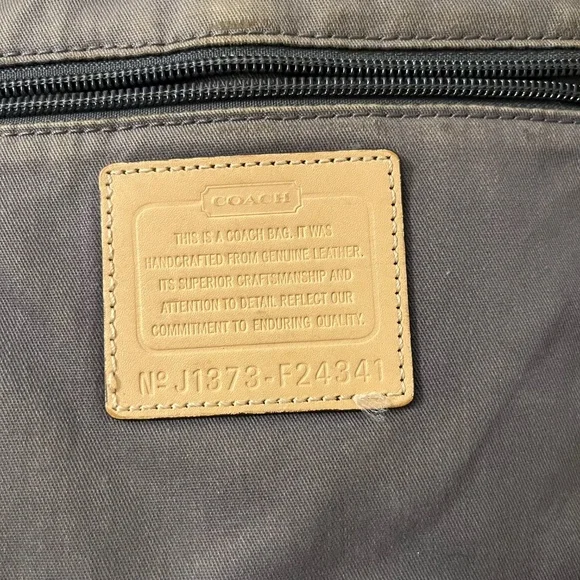 COACH
THIS IS A COACH BAG. IT WAS
HANDCRAFTED FROM GENUINE LEATHER.
ITS SUPERIOR CRAFTSMANSHIP AND
ATTENTION TO DETAIL REFLECT OUR
COMMITMENT TO ENDURING QUALITY.
Nº J1373-F24341